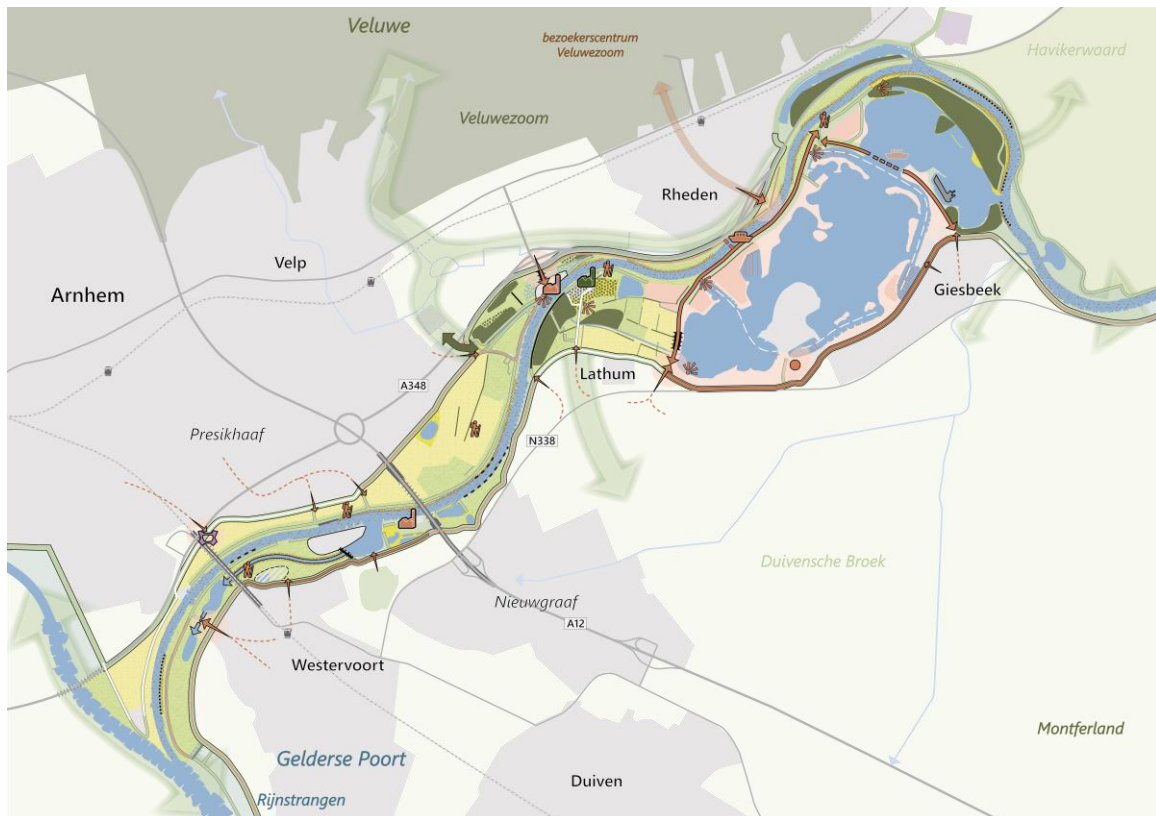 Veluwe
bezoekerscentrum
Veluwezoom
Havikerwaard
Veluwezoom
Rheden
Velp
Arnhem
Giesbeek
Lathum
A348
Presikhaaf
N338
Duivensche Broek
Nieuwgraaf
A12
Westervoort
Montferland
Gelderse Poort
Duiven
Rijnstrangen